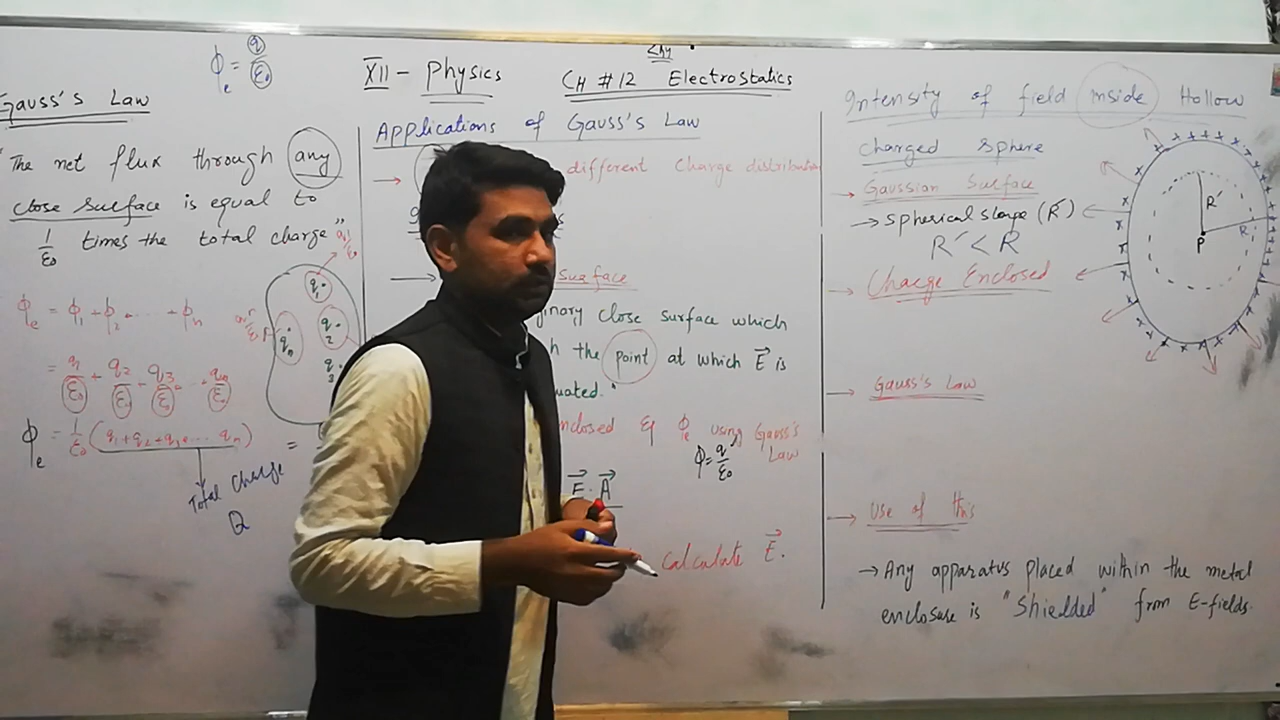 ϕe = q/ε0
XII - Physics
CH # 12 Electrostatics
Gauss's Law
"The net flux through any
close surface is equal to
1/ε0 times the total charge"
q1/ε0
q1
q2
q3
qn
ϕe = ϕ1 + ϕ2 + ..... + ϕn
= q1/ε0 + q2/ε0 + q3/ε0 + ... + qn/ε0
ϕe = 1/ε0 (q1+q2+q3+... qn) =
Total Charge
Q
Applications of Gauss's Law
→ different Charge distribution
→ Surface
close surface which
the point at which E⃗ is
nclosed
ϕe using Gauss's
Law
ϕ = q/ε0
E⃗ . A⃗
calculate E⃗.
Intensity of field inside Hollow
charged sphere
→ Gaussian Surface
→ spherical shape (R′)
R′ < R
→ Charge Enclosed
→ Gauss's Law
→ Use of this
→ Any apparatus placed within the metal
enclosure is "Shielded" from E-fields.
R′
R
P